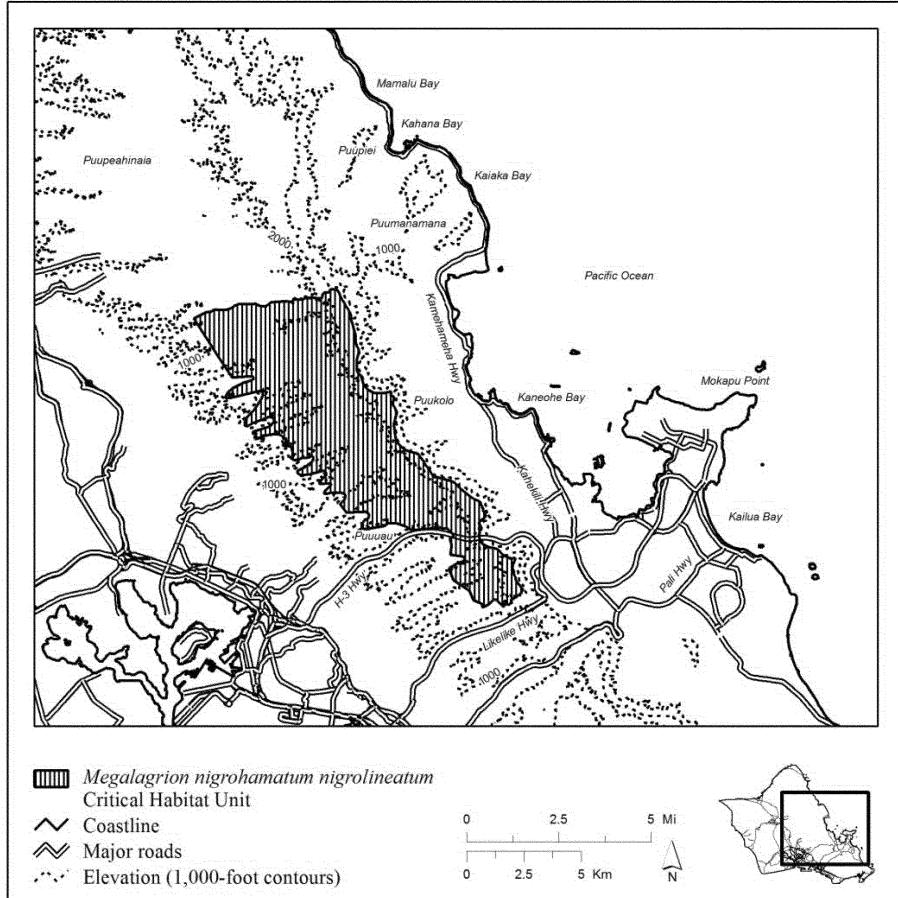 Mamalu Bay
Kahana Bay
Puupiei
Puupeahinaia
Kaiaka Bay
Puumanamana
2000
1000
Pacific Ocean
Kamehameha Hwy
1000
Puukolo
Kaneohe Bay
Mokapu Point
1000
Kahekili Hwy
Kailua Bay
Puuuau
H-3 Hwy
Pali Hwy
Likelike Hwy
1000
Megalagrion nigrohamatum nigrolineatum
Critical Habitat Unit
Coastline
Major roads
Elevation (1,000-foot contours)
0 2.5 5 Mi
0 2.5 5 Km
N